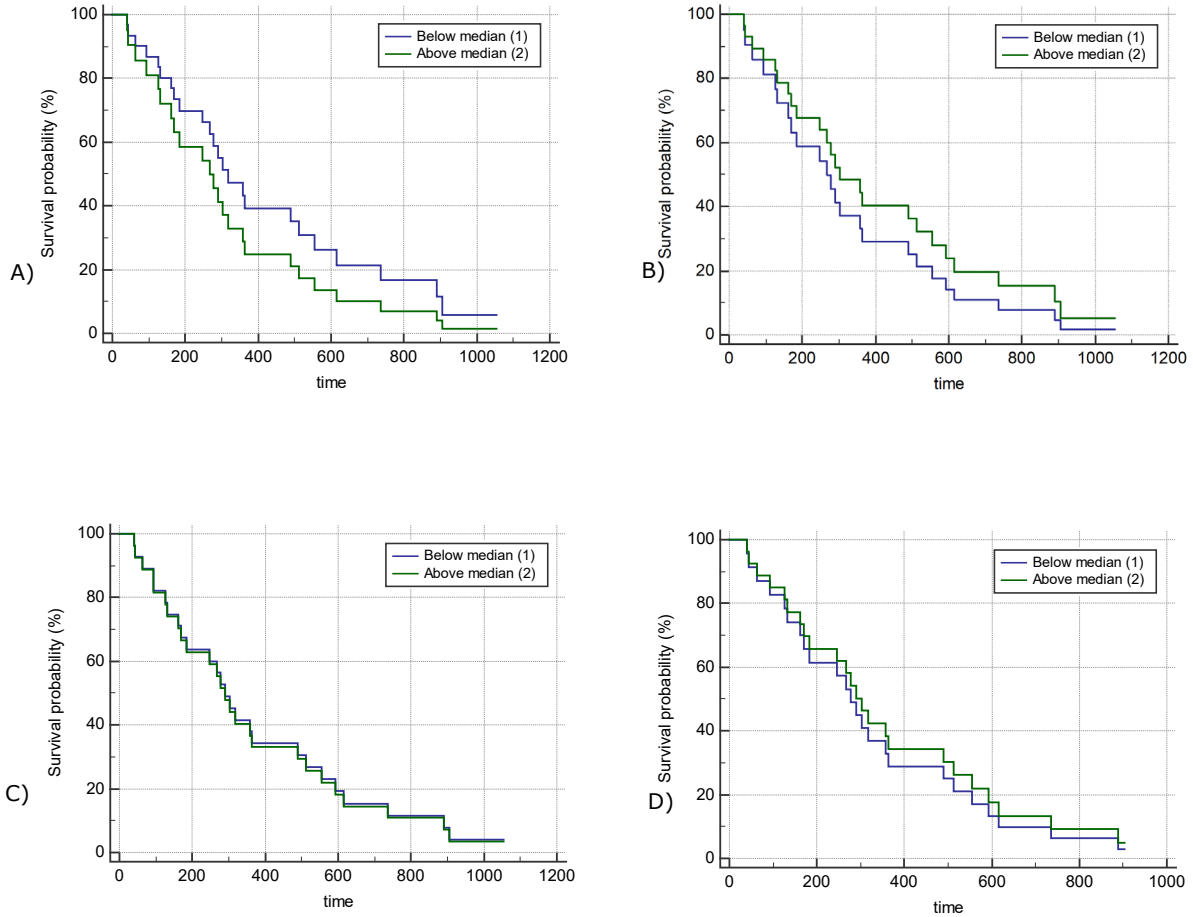 100
80
60
40
20
0
Survival probability (%)
Below median (1)
Above median (2)
0 200 400 600 800 1000 1200
time
A)
100
80
60
40
20
0
Survival probability (%)
Below median (1)
Above median (2)
0 200 400 600 800 1000 1200
time
B)
100
80
60
40
20
0
Survival probability (%)
Below median (1)
Above median (2)
0 200 400 600 800 1000 1200
time
C)
100
80
60
40
20
0
Survival probability (%)
Below median (1)
Above median (2)
0 200 400 600 800 1000
time
D)